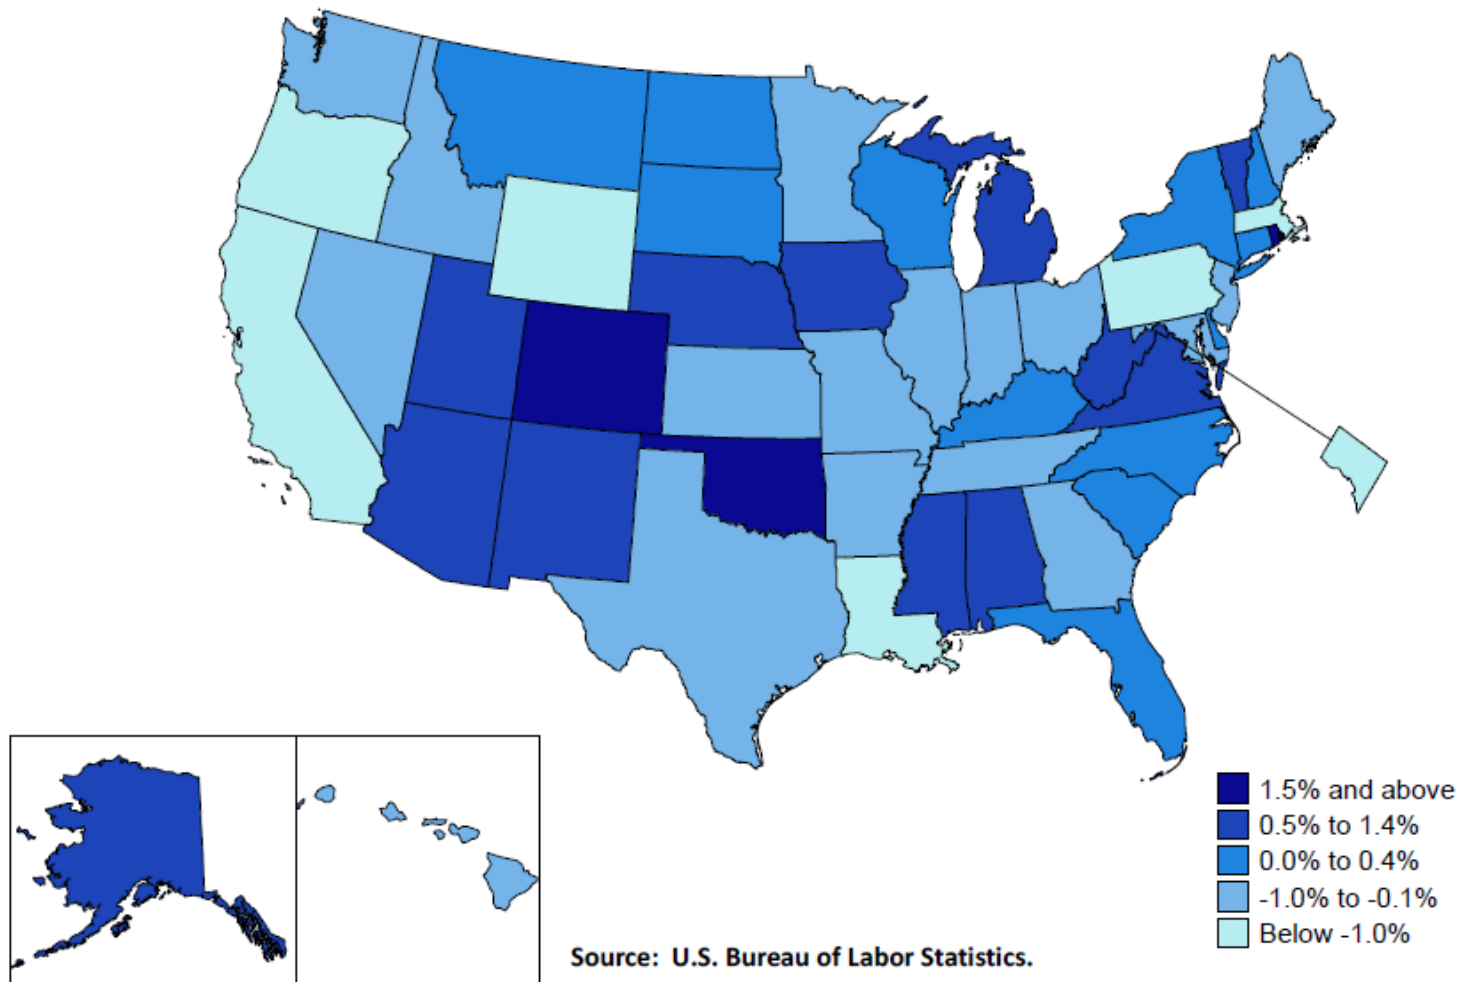 1.5% and above
0.5% to 1.4%
0.0% to 0.4%
-1.0% to -0.1%
Below -1.0%
Source:  U.S. Bureau of Labor Statistics.